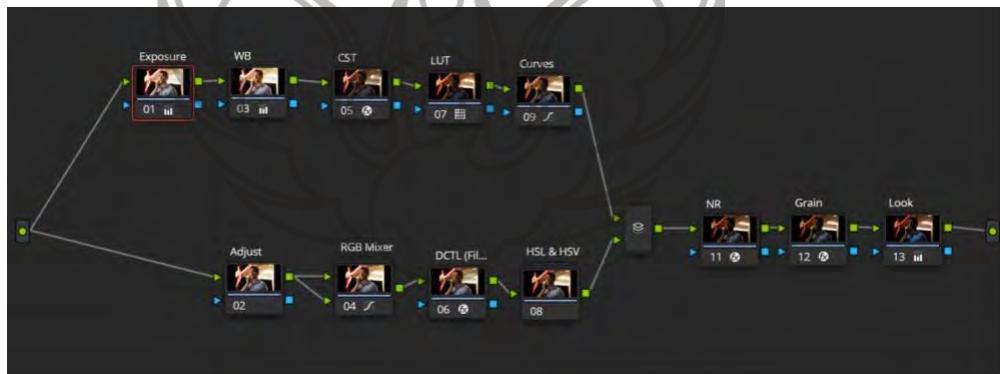 Exposure
WB
CST
LUT
Curves
01
03
05
07
09
NR
Grain
Look
11
12
13
Adjust
RGB Mixer
DCTL (Fil...
HSL & HSV
02
04
06
08